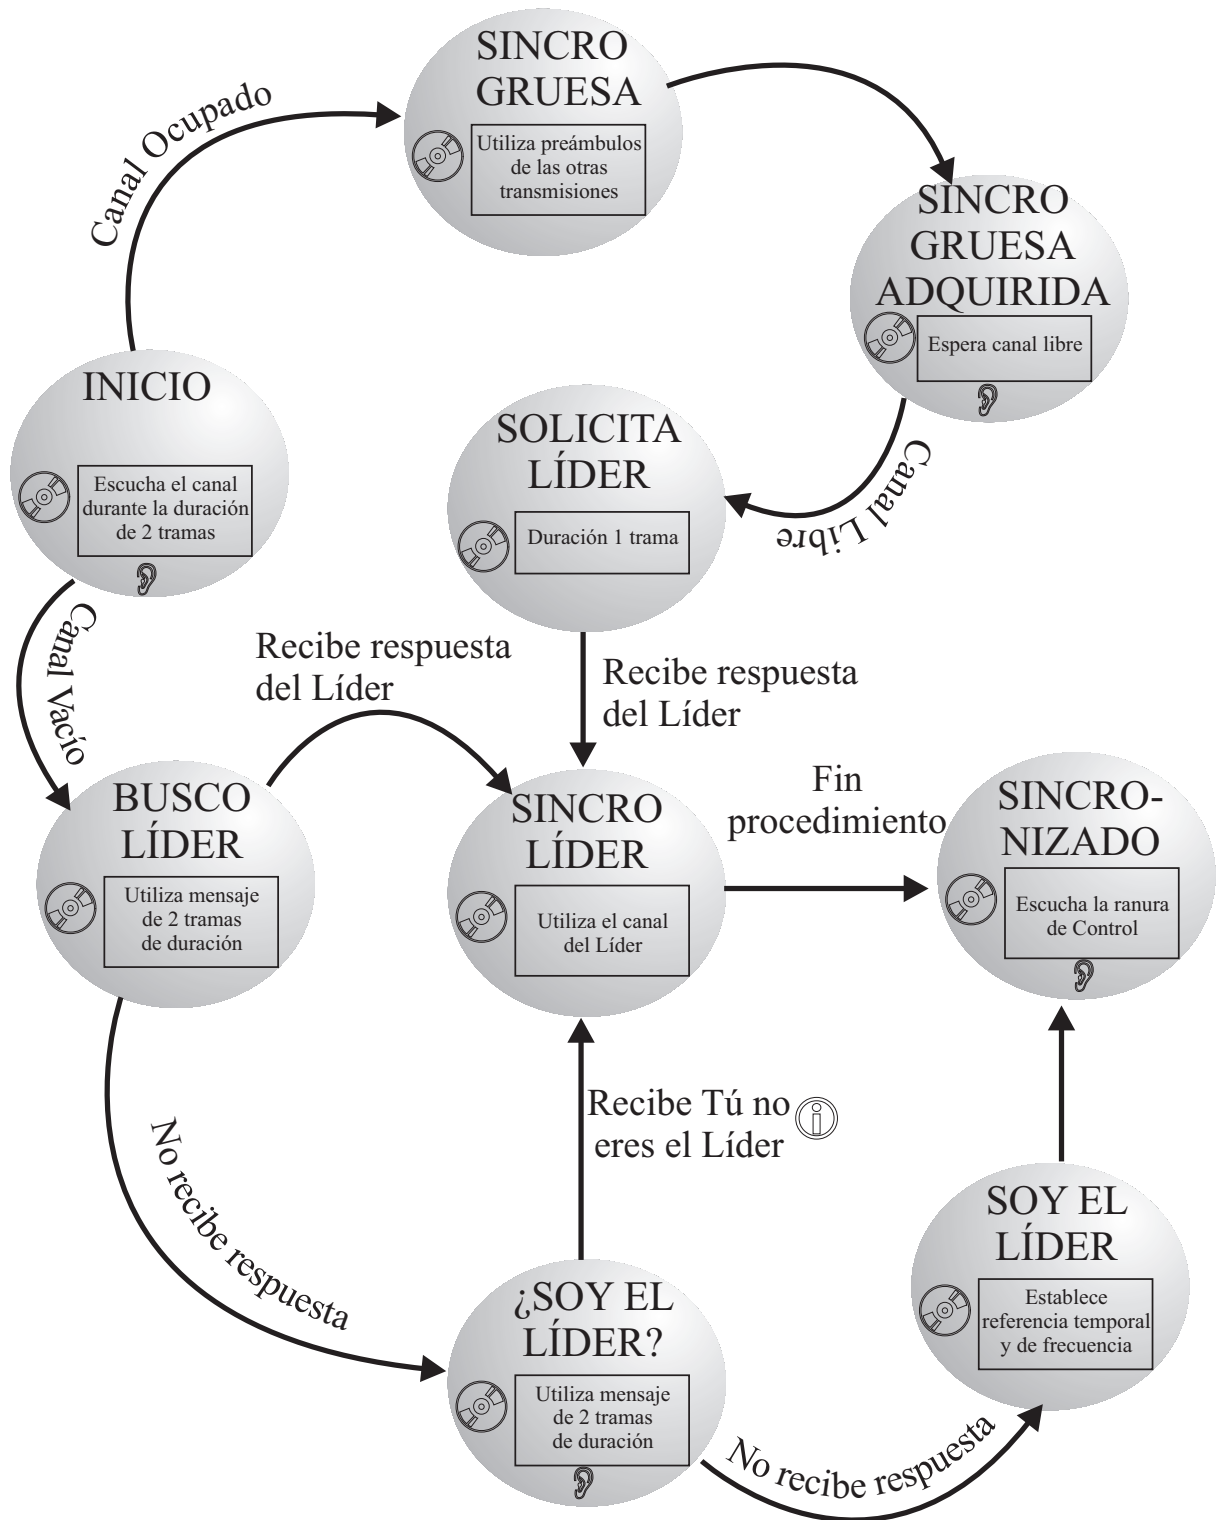 SINCRO
GRUESA
Utiliza preámbulos
de las otras
transmisiones
Canal Ocupado
SINCRO
GRUESA
ADQUIRIDA
Espera canal libre
INICIO
Escucha el canal
durante la duración
de 2 tramas
SOLICITA
LÍDER
Duración 1 trama
Canal Libre
Canal Vacío
Recibe respuesta
del Líder
Recibe respuesta
del Líder
BUSCO
LÍDER
Utiliza mensaje
de 2 tramas
de duración
SINCRO
LÍDER
Utiliza el canal
del Líder
Fin
procedimiento
SINCRO-
NIZADO
Escucha la ranura
de Control
No recibe respuesta
Recibe Tú no
eres el Líder
¿SOY EL
LÍDER?
Utiliza mensaje
de 2 tramas
de duración
SOY EL
LÍDER
Establece
referencia temporal
y de frecuencia
No recibe respuesta